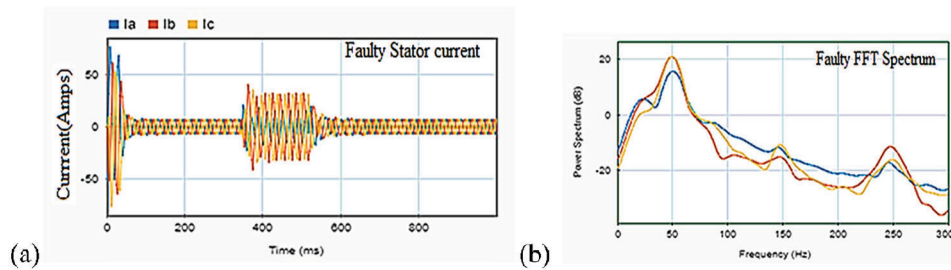 Ia Ib Ic
Faulty Stator current
Current(Amps)
50
0
-50
0 200 400 600 800
Time (ms)
(a)
Faulty FFT Spectrum
Power Spectrum (dB)
20
0
-20
0 50 100 150 200 250 300
Frequency (Hz)
(b)